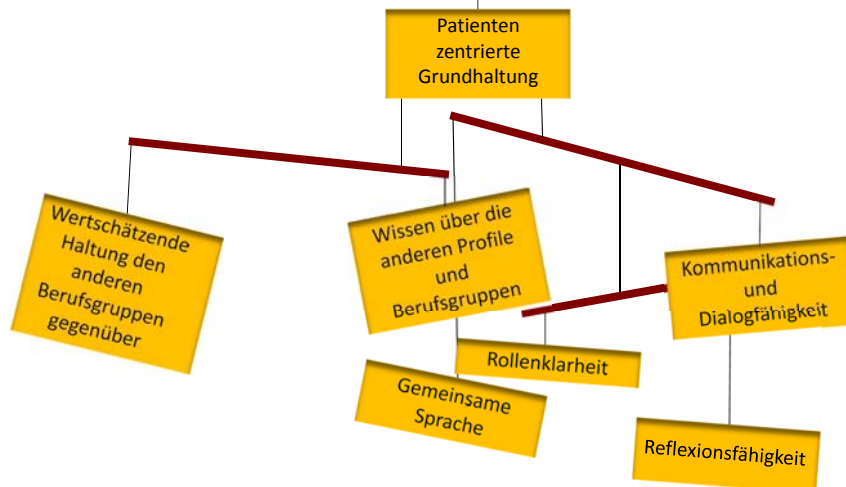 Patienten
zentrierte
Grundhaltung
Wertschätzende
Haltung den
anderen
Berufsgruppen
gegenüber
Wissen über die
anderen Profile
und
Berufsgruppen
Kommunikations-
und
Dialogfähigkeit
Rollenklarheit
Gemeinsame
Sprache
Reflexionsfähigkeit